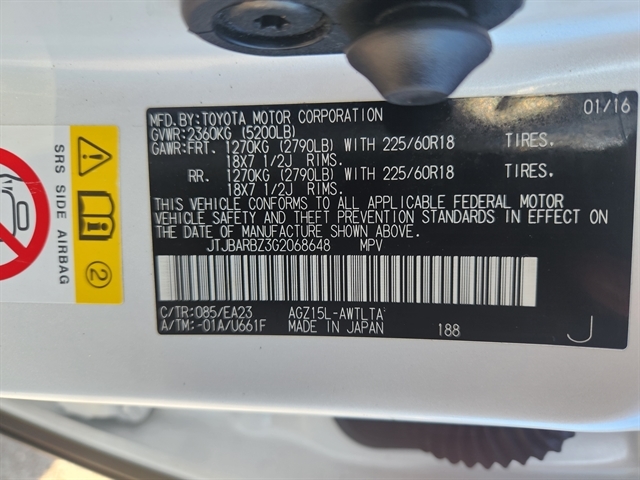 MFD.BY:TOYOTA MOTOR CORPORATION 01/16
GVWR:2360KG (5200LB)
GAWR:FRT. 1270KG (2790LB) WITH 225/60R18 TIRES.
18X7 1/2J RIMS.
RR. 1270KG (2790LB) WITH 225/60R18 TIRES.
18X7 1/2J RIMS.
THIS VEHICLE CONFORMS TO ALL APPLICABLE FEDERAL MOTOR
VEHICLE SAFETY AND THEFT PREVENTION STANDARDS IN EFFECT ON
THE DATE OF MANUFACTURE SHOWN ABOVE.
JTJBARBZ3G2068648 MPV
C/TR:085/EA23 AGZ15L-AWTLTA
A/TM:-01A/U661F MADE IN JAPAN 188 J
SRS SIDE AIRBAG
2